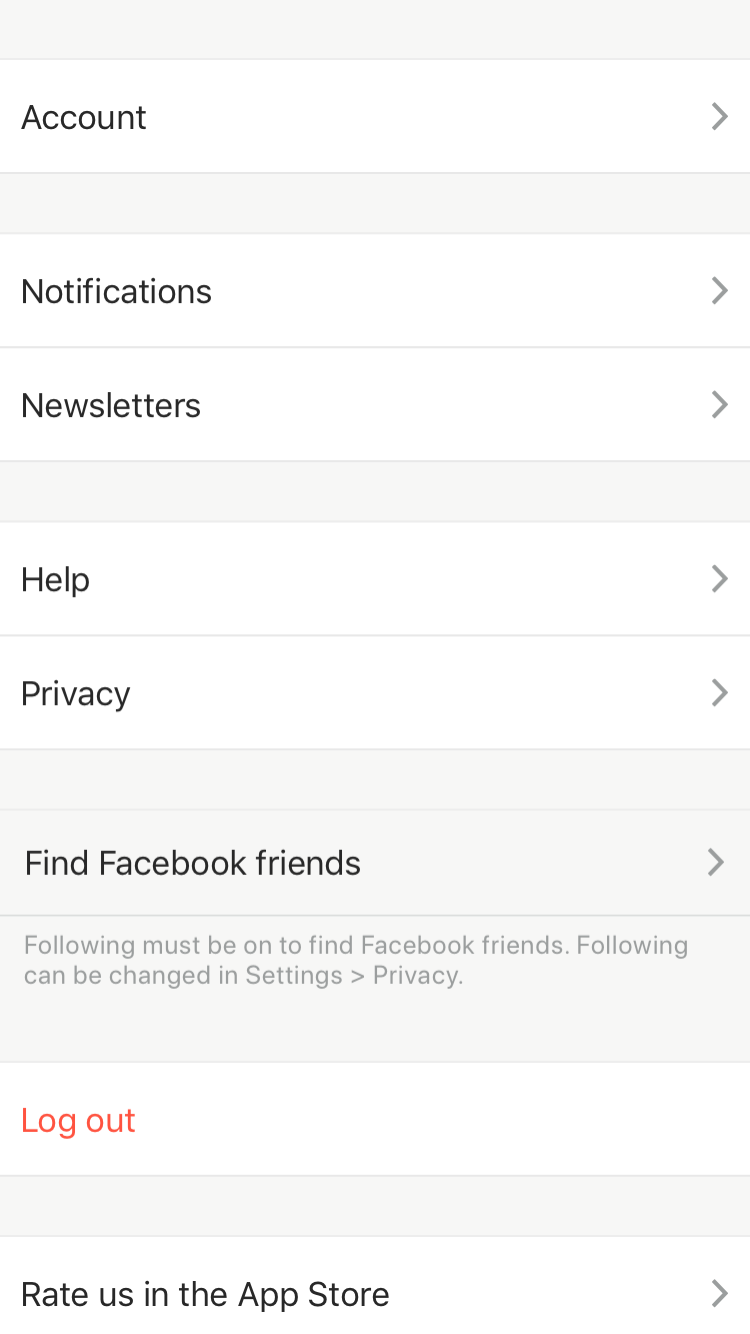 Account
Notifications
Newsletters
Help
Privacy
Find Facebook friends
Following must be on to find Facebook friends. Following
can be changed in Settings > Privacy.
Log out
Rate us in the App Store